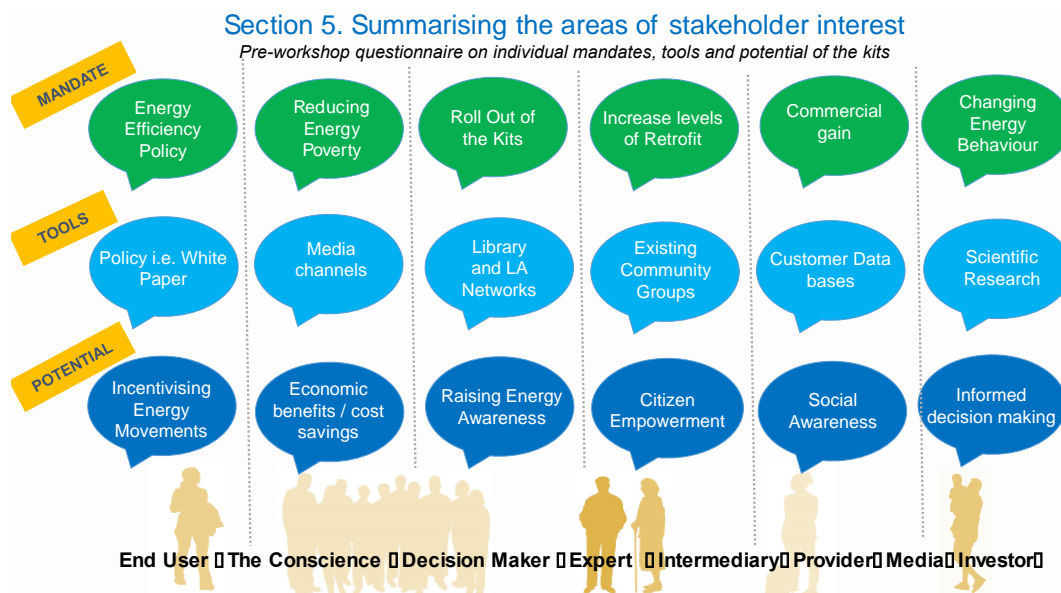 Section 5. Summarising the areas of stakeholder interest
Pre-workshop questionnaire on individual mandates, tools and potential of the kits
MANDATE
Energy
Efficiency
Policy
Reducing
Energy
Poverty
Roll Out of
the Kits
Increase levels
of Retrofit
Commercial
gain
Changing
Energy
Behaviour
TOOLS
Policy i.e. White
Paper
Media
channels
Library
and LA
Networks
Existing
Community
Groups
Customer Data
bases
Scientific
Research
POTENTIAL
Incentivising
Energy
Movements
Economic
benefits / cost
savings
Raising Energy
Awareness
Citizen
Empowerment
Social
Awareness
Informed
decision making
End User ▯ The Conscience ▯ Decision Maker ▯ Expert ▯ Intermediary▯ Provider▯ Media▯ Investor▯